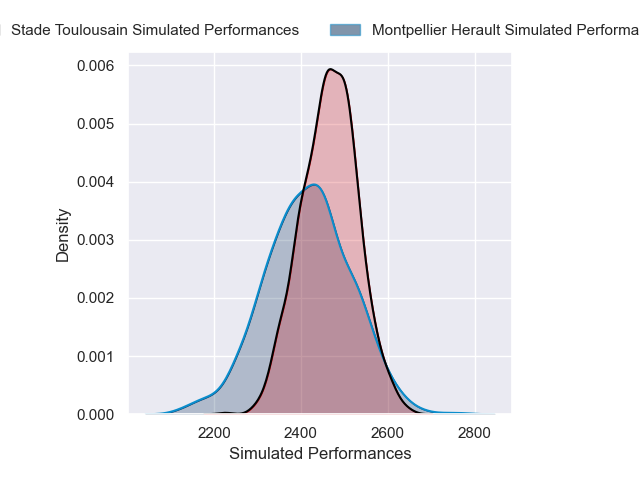 Stade Toulousain Simulated Performances
Montpellier Herault Simulated Performa
0.006
0.005
0.004
0.003
0.002
0.001
0.000
Density
2200 2400 2600 2800
Simulated Performances